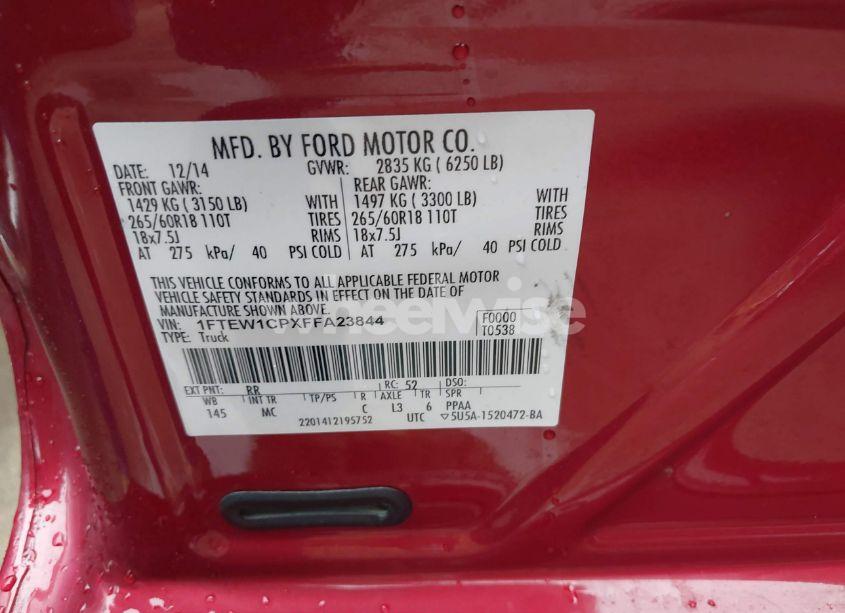 MFD. BY FORD MOTOR CO.
DATE: 12/14 GVWR: 2835 KG ( 6250 LB)
FRONT GAWR: REAR GAWR:
1429 KG ( 3150 LB) WITH 1497 KG ( 3300 LB) WITH
265/60R18 110T TIRES 265/60R18 110T TIRES
18x7.5J RIMS 18x7.5J RIMS
AT 275 kPa/ 40 PSI COLD AT 275 kPa/ 40 PSI COLD
THIS VEHICLE CONFORMS TO ALL APPLICABLE FEDERAL MOTOR
VEHICLE SAFETY STANDARDS IN EFFECT ON THE DATE OF
MANUFACTURE SHOWN ABOVE.
VIN: 1FTEW1CPXFFA23844 F0000
TYPE: Truck T0538
EXT PNT: RR RC: 52 DSO:
WB INT TR TP/PS R AXLE TR SPR
145 MC C L3 6 PPAA
2201412195752 UTC ▽5U5A-1520472-BA
wheelwise